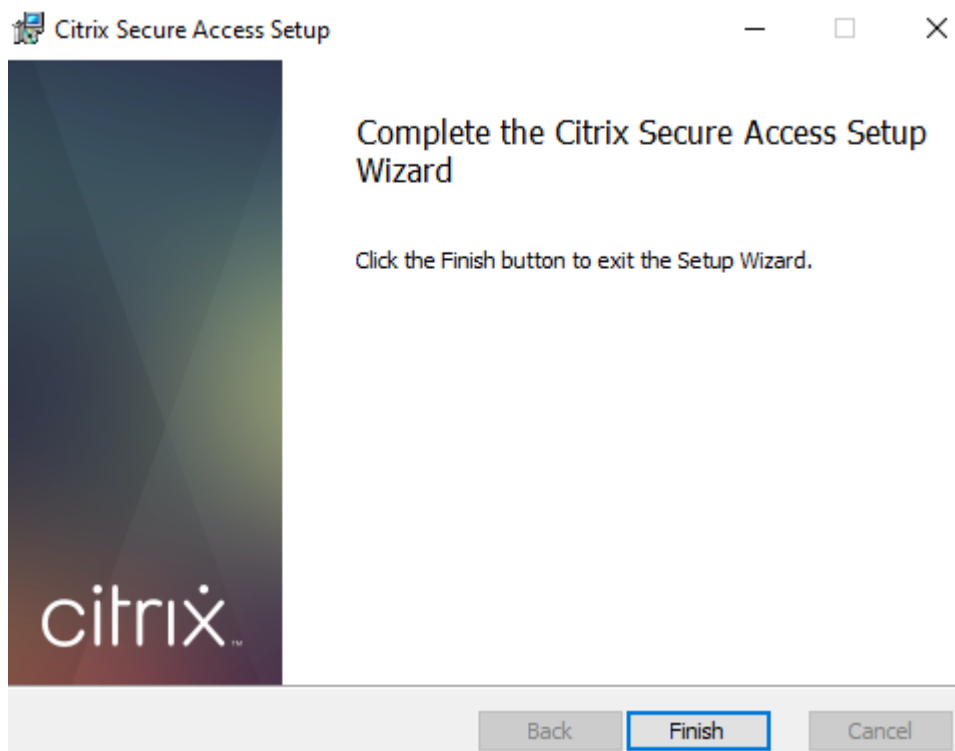 Citrix Secure Access Setup
Complete the Citrix Secure Access Setup
Wizard
Click the Finish button to exit the Setup Wizard.
citrix™
Back Finish Cancel